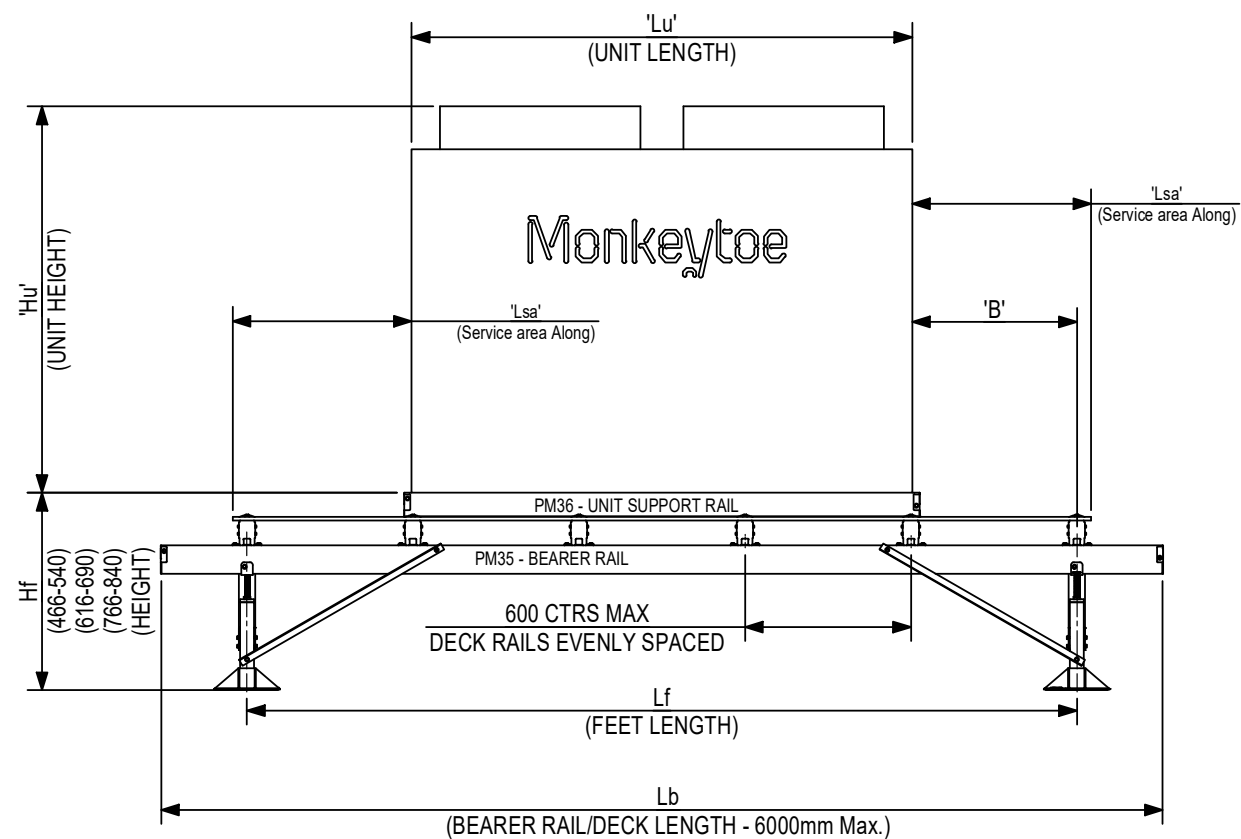 'Lu'
(UNIT LENGTH)
'Hu'
(UNIT HEIGHT)
Monkeytoe
'Lsa'
(Service area Along)
'Lsa'
(Service area Along)
'B'
PM36 - UNIT SUPPORT RAIL
PM35 - BEARER RAIL
Hf
(466-540)
(616-690)
(766-840)
(HEIGHT)
600 CTRS MAX
DECK RAILS EVENLY SPACED
Lf
(FEET LENGTH)
Lb
(BEARER RAIL/DECK LENGTH - 6000mm Max.)